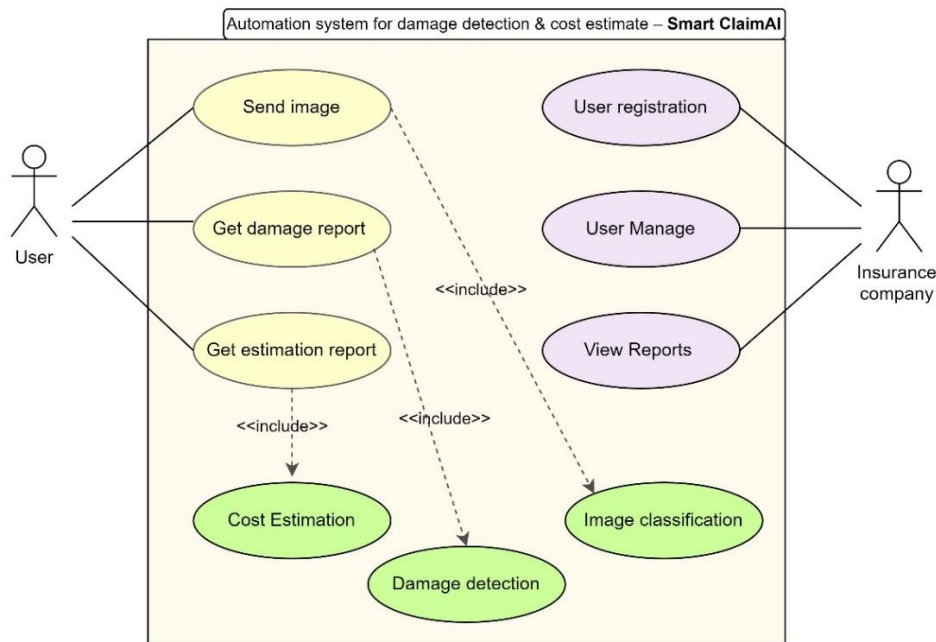 Automation system for damage detection & cost estimate – Smart ClaimAI
Send image
User registration
Get damage report
User Manage
User
Insurance
company
<<include>>
Get estimation report
View Reports
<<include>>
<<include>>
Cost Estimation
Image classification
Damage detection